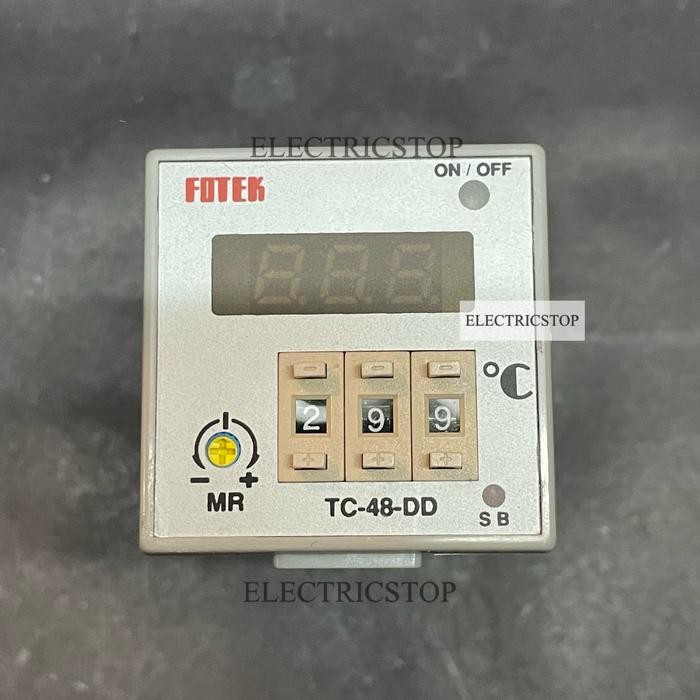 ELECTRICSTOP
ON / OFF
FOTEK
ELECTRICSTOP
°C
2 9 9
- +
MR
TC-48-DD
S B
ELECTRICSTOP